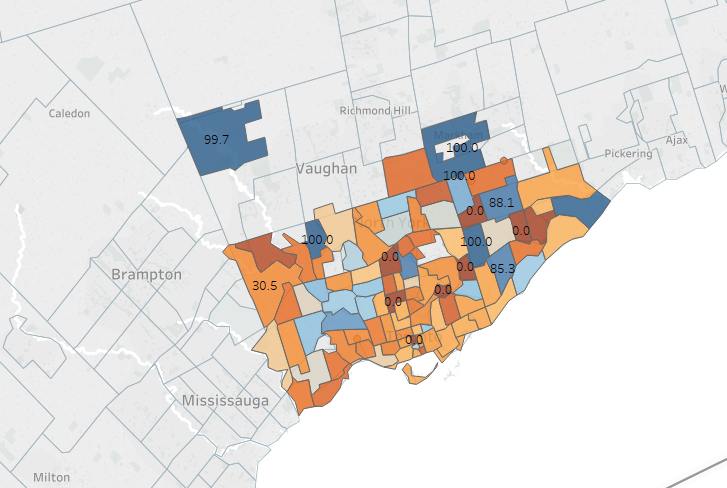 Caledon
Richmond Hill
Markham
99.7
100.0
Vaughan
Pickering
Ajax
100.0
88.1
0.0
North York
100.0
0.0
100.0
0.0
0.0
85.3
Brampton
30.5
0.0
0.0
0.0
Mississauga
Milton